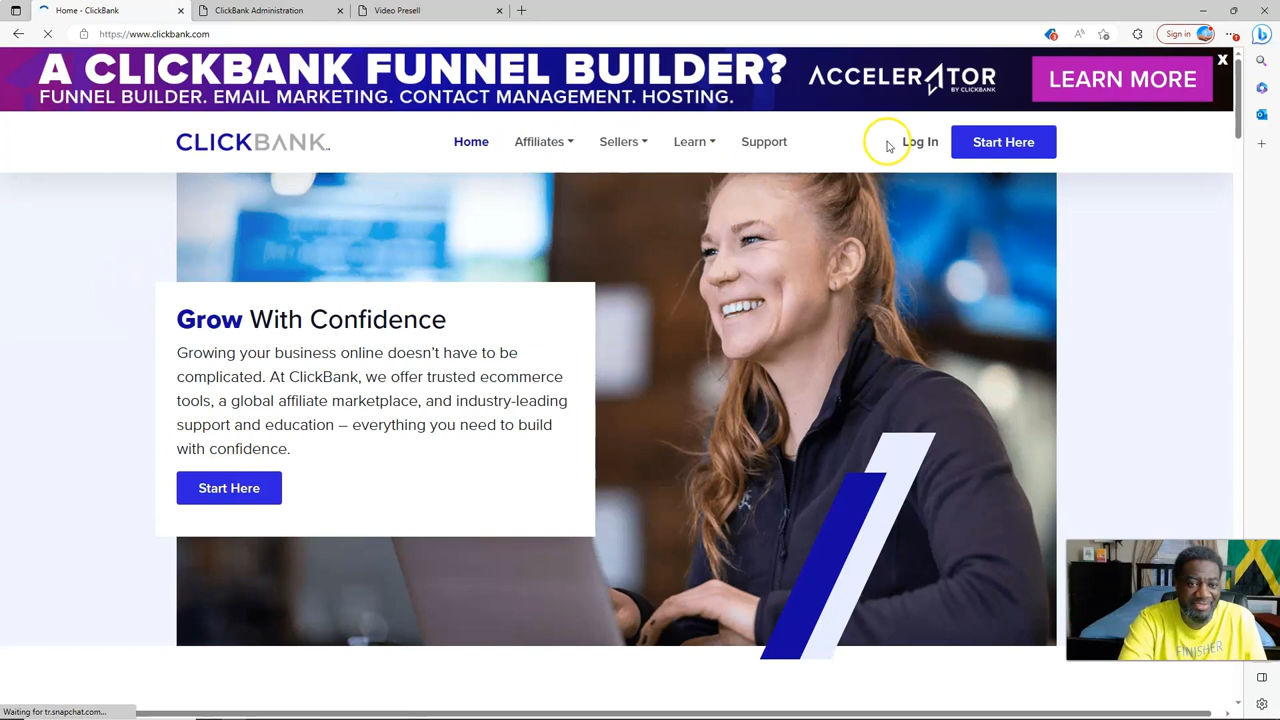 Home - ClickBank
ClickBank Administration
Video Presell
https://www.clickbank.com
Sign in
A CLICKBANK FUNNEL BUILDER?
FUNNEL BUILDER. EMAIL MARKETING. CONTACT MANAGEMENT. HOSTING.
ACCELER4TOR
BY CLICKBANK
LEARN MORE
X
CLICKBANK
Home
Affiliates
Sellers
Learn
Support
Log In
Start Here
Grow With Confidence
Growing your business online doesn’t have to be
complicated. At ClickBank, we offer trusted ecommerce
tools, a global affiliate marketplace, and industry-leading
support and education – everything you need to build
with confidence.
Start Here
FINISHER
Waiting for tr.snapchat.com...